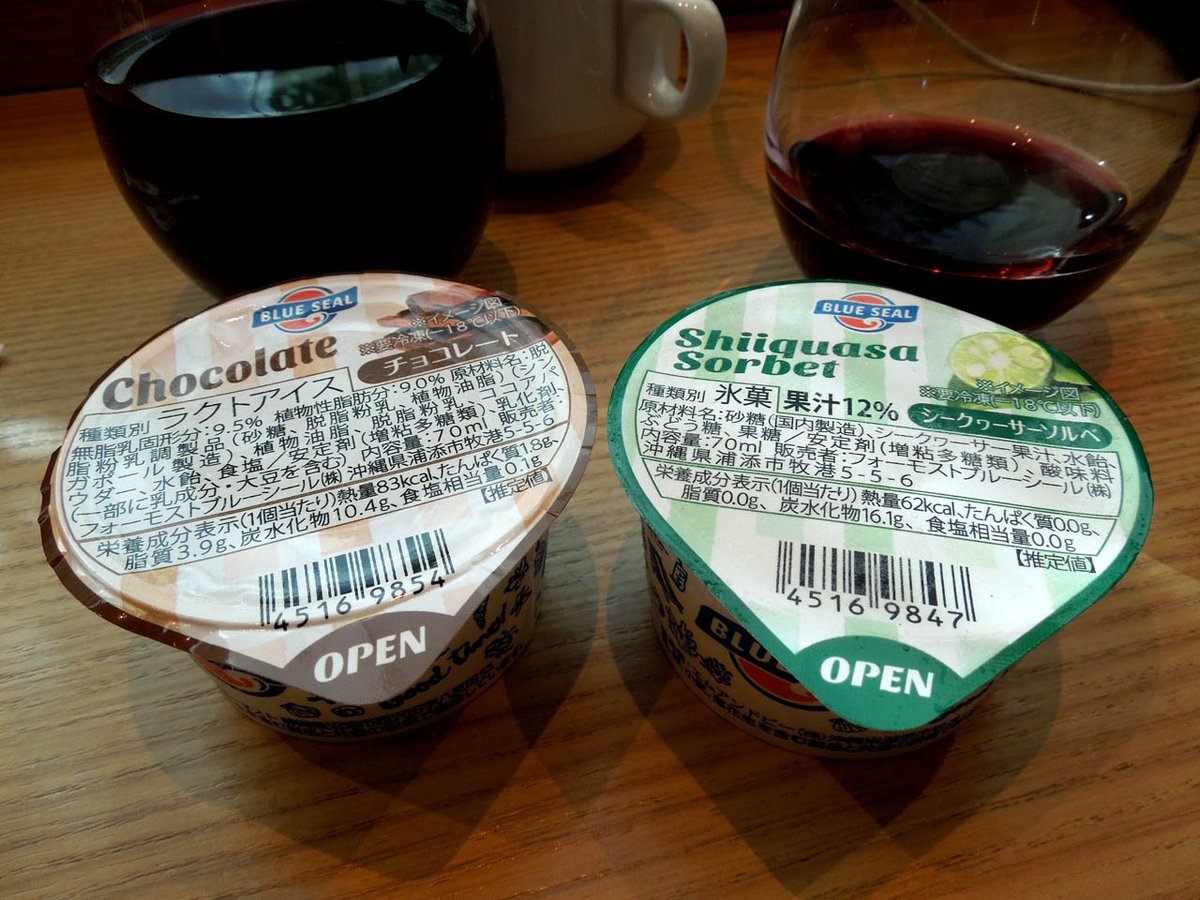 BLUE SEAL
Chocolate
※イメージ図
※要冷凍(−18℃以下)
チョコレート
種類別 ラクトアイス
無脂乳固形分:9.5% 植物性脂肪分:9.0% 原材料名:脱
脂粉乳調製品(砂糖、脱脂粉乳、植物油脂)(シン
ガポール製造)、植物油脂、脱脂粉乳、ココアパ
ウダー、水飴、食塩/安定剤(増粘多糖類)、乳化剤、
(一部に乳成分・大豆を含む)内容量:70ml 販売者:
フォーモストブルーシール(株)沖縄県浦添市牧港5-5-6
栄養成分表示(1個当たり)熱量83kcal、たんぱく質1.8g、
脂質3.9g、炭水化物10.4g、食塩相当量0.1g
【推定値】
4516 9854
OPEN
BLUE SEAL
Shiiquasa
Sorbet
※イメージ図
※要冷凍(−18℃以下)
シークヮーサーソルベ
種類別 氷菓 果汁12%
原材料名:砂糖(国内製造)、シークヮーサー果汁、水飴、
ぶどう糖、果糖/安定剤(増粘多糖類)、酸味料
内容量:70ml 販売者:フォーモストブルーシール(株)
沖縄県浦添市牧港5-5-6
栄養成分表示(1個当たり)熱量62kcal、たんぱく質0.0g、
脂質0.0g、炭水化物16.1g、食塩相当量0.0g
【推定値】
4516 9847
OPEN
BLUE